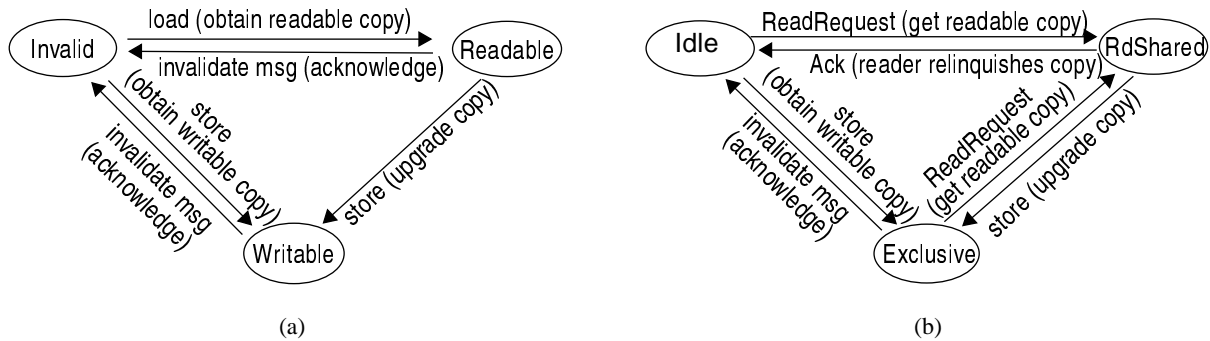 load (obtain readable copy)
Invalid
Readable
invalidate msg (acknowledge)
store
(obtain writable copy)
invalidate msg
(acknowledge)
store (upgrade copy)
Writable
(a)
ReadRequest (get readable copy)
Idle
RdShared
Ack (reader relinquishes copy)
store
(obtain writable copy)
invalidate msg
(acknowledge)
ReadRequest
(get readable copy)
store (upgrade copy)
Exclusive
(b)